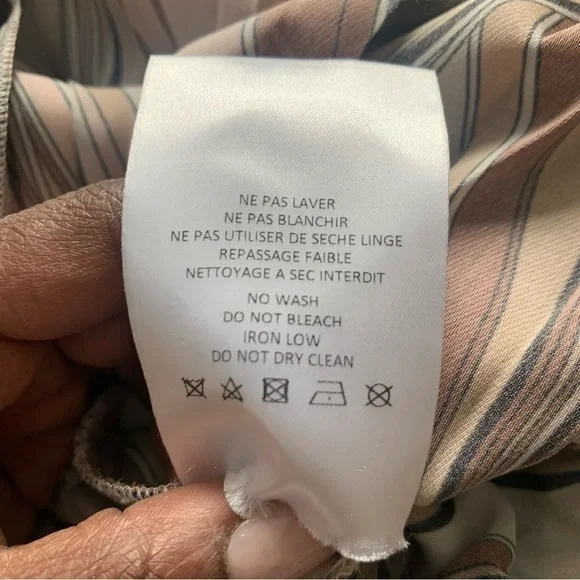 NE PAS LAVER
NE PAS BLANCHIR
NE PAS UTILISER DE SECHE LINGE
REPASSAGE FAIBLE
NETTOYAGE A SEC INTERDIT
NO WASH
DO NOT BLEACH
IRON LOW
DO NOT DRY CLEAN